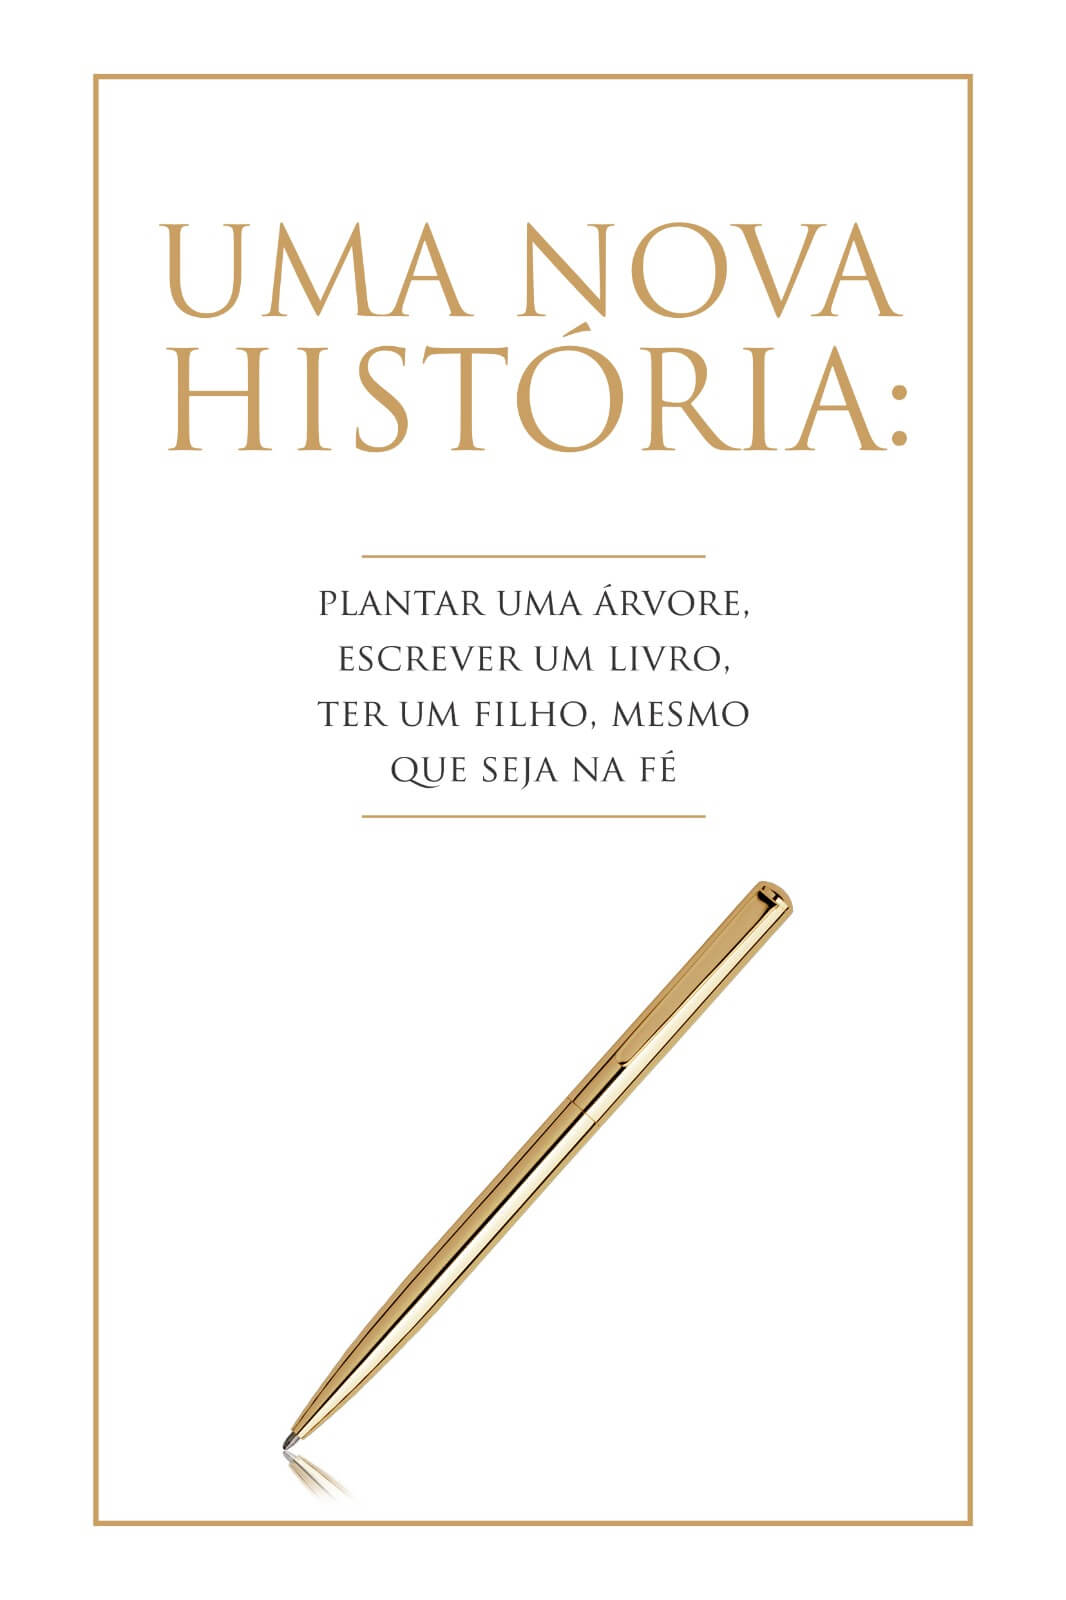 UMA NOVA
HISTÓRIA:
PLANTAR UMA ÁRVORE,
ESCREVER UM LIVRO,
TER UM FILHO, MESMO
QUE SEJA NA FÉ